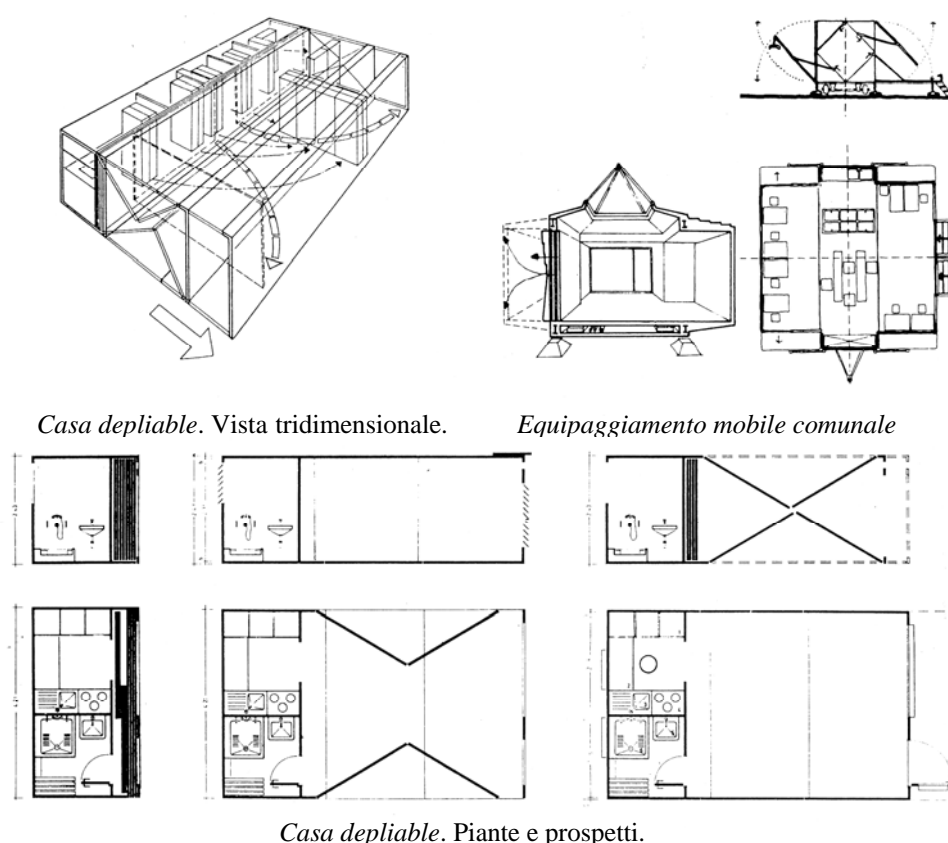 Casa depliable. Vista tridimensionale.
Equipaggiamento mobile comunale
Casa depliable. Piante e prospetti.